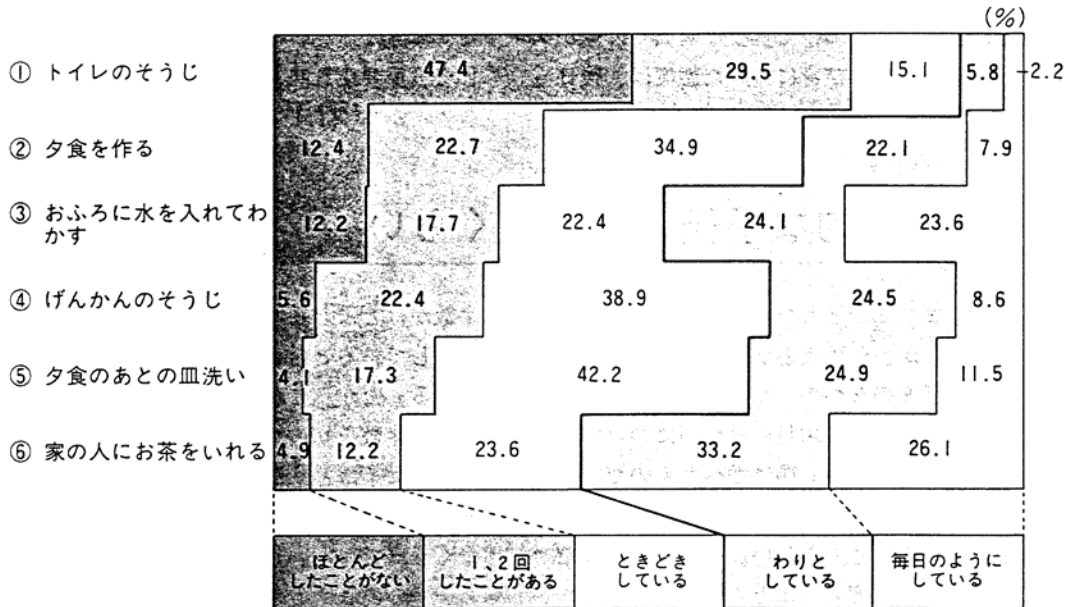 (%)
① トイレのそうじ 47.4 29.5 15.1 5.8 2.2
② 夕食を作る 12.4 22.7 34.9 22.1 7.9
③ おふろに水を入れてわ
かす 12.2 17.7 22.4 24.1 23.6
④ げんかんのそうじ 5.6 22.4 38.9 24.5 8.6
⑤ 夕食のあとの皿洗い 4.1 17.3 42.2 24.9 11.5
⑥ 家の人にお茶をいれる 4.9 12.2 23.6 33.2 26.1
ほとんど
したことがない
1、2回
したことがある
ときどき
している
わりと
している
毎日のように
している